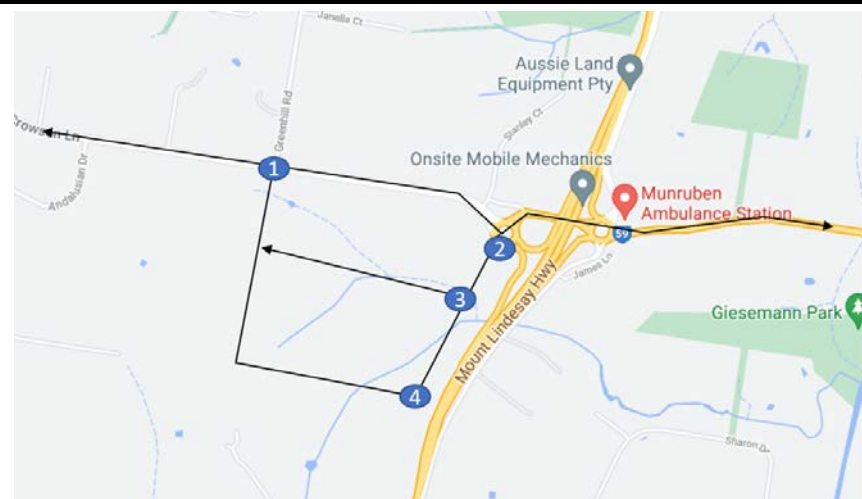 Janelle Ct
Aussie Land
Equipment Pty
Greenhill Rd
Stanley Ct
Crowson Ln
Andalusian Dr
Onsite Mobile Mechanics
1
Munruben
Ambulance Station
59
2
James Ln
3
Mount Lindesay Hwy
Giesemann Park
4
Sharon Dr